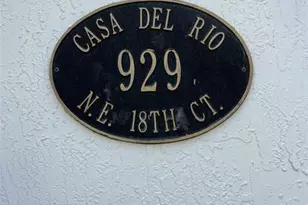 CASA DEL RIO
929
N.E. 18TH CT.